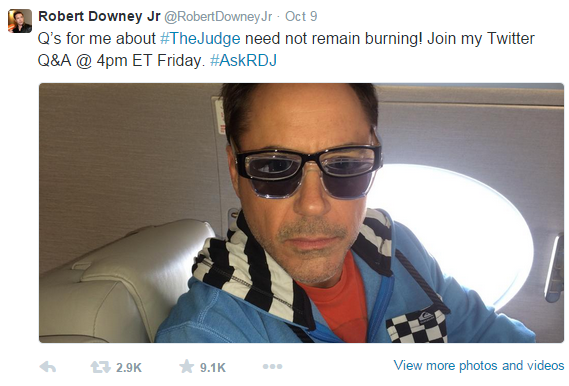 Robert Downey Jr @RobertDowneyJr · Oct 9
Q's for me about #TheJudge need not remain burning! Join my Twitter
Q&A @ 4pm ET Friday. #AskRDJ
2.9K 9.1K View more photos and videos